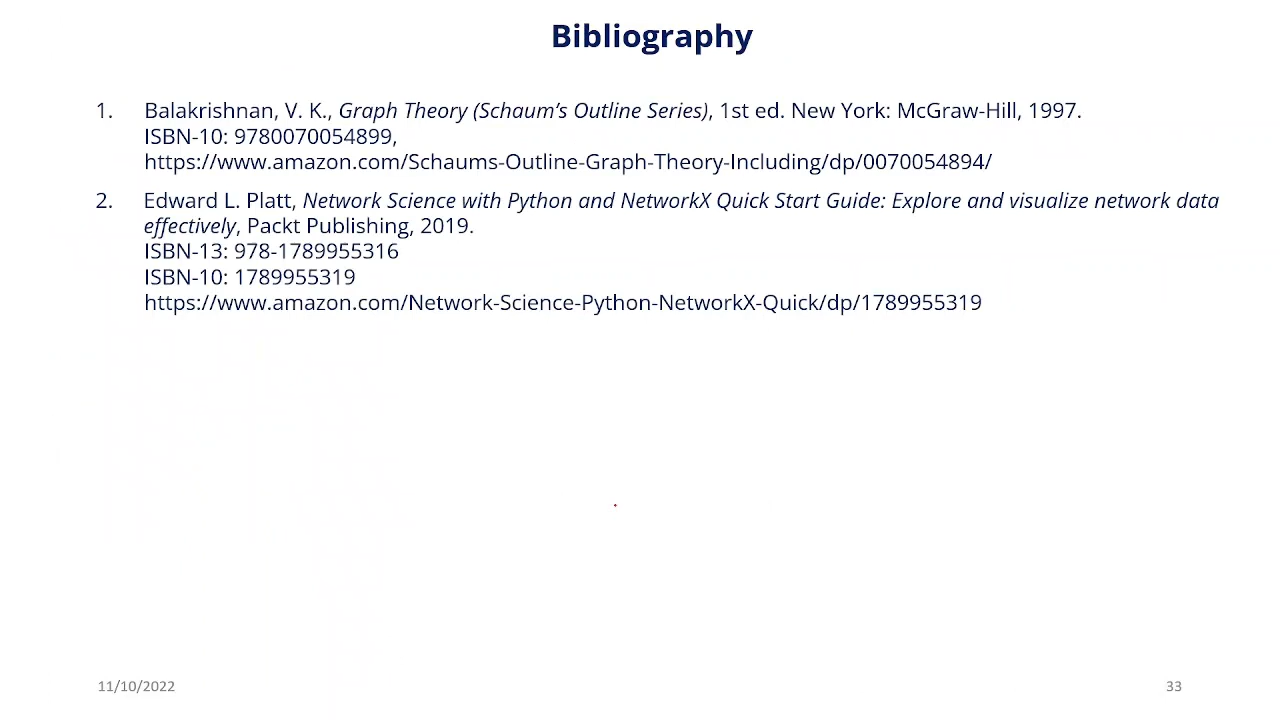 Bibliography
1. Balakrishnan, V. K., Graph Theory (Schaum’s Outline Series), 1st ed. New York: McGraw-Hill, 1997.
ISBN-10: 9780070054899,
https://www.amazon.com/Schaums-Outline-Graph-Theory-Including/dp/0070054894/
2. Edward L. Platt, Network Science with Python and NetworkX Quick Start Guide: Explore and visualize network data
effectively, Packt Publishing, 2019.
ISBN-13: 978-1789955316
ISBN-10: 1789955319
https://www.amazon.com/Network-Science-Python-NetworkX-Quick/dp/1789955319
11/10/2022
33